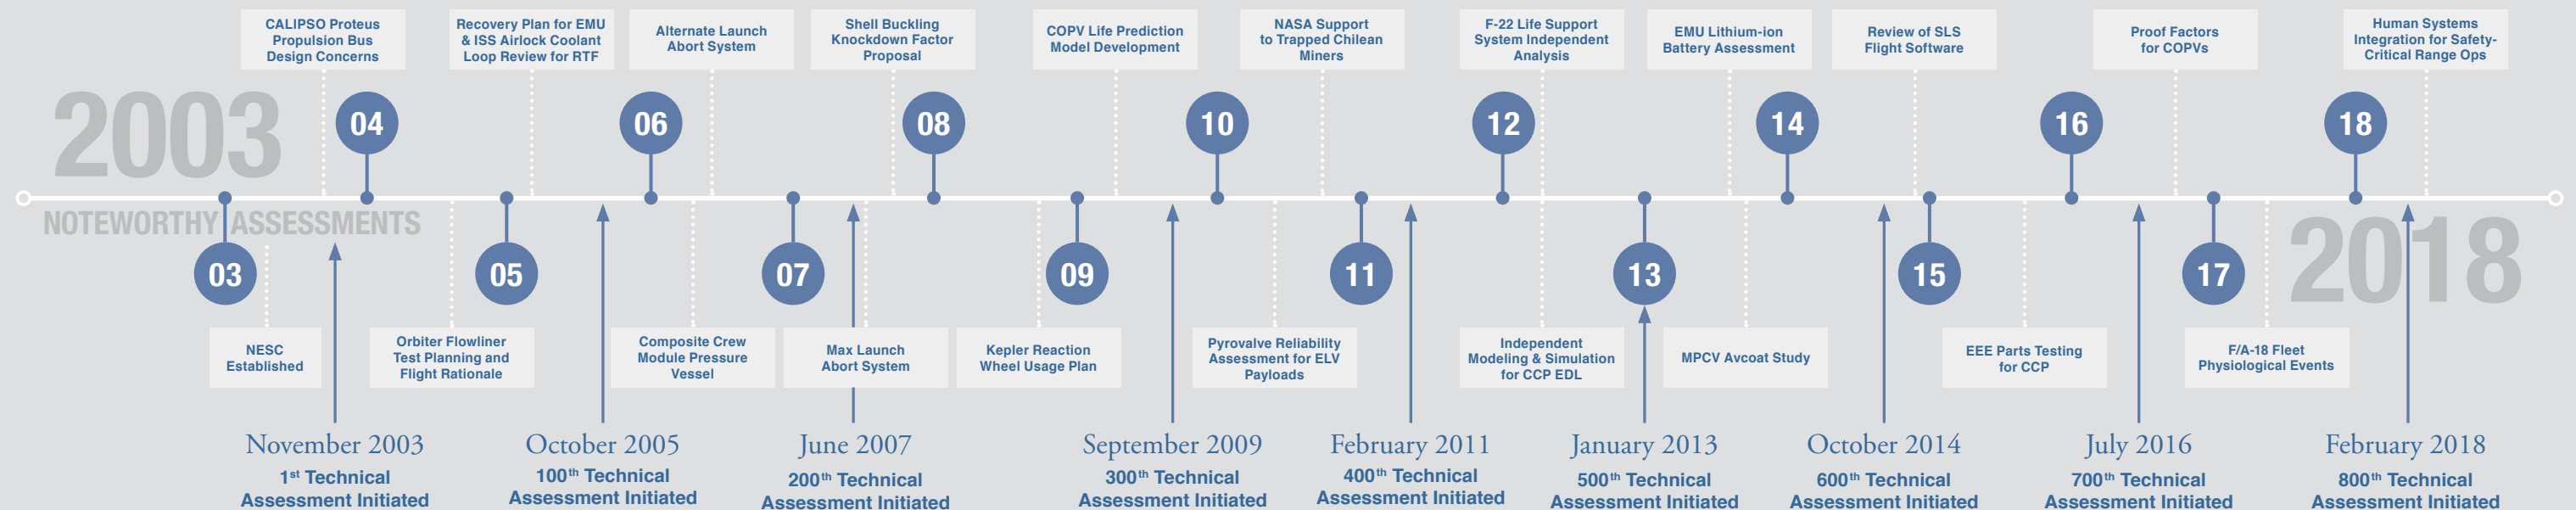 CALIPSO Proteus
Propulsion Bus
Design Concerns
Recovery Plan for EMU
& ISS Airlock Coolant
Loop Review for RTF
Alternate Launch
Abort System
Shell Buckling
Knockdown Factor
Proposal
COPV Life Prediction
Model Development
NASA Support
to Trapped Chilean
Miners
F-22 Life Support
System Independent
Analysis
EMU Lithium-ion
Battery Assessment
Review of SLS
Flight Software
Proof Factors
for COPVs
Human Systems
Integration for Safety-
Critical Range Ops
2003
04
06
08
10
12
14
16
18
NOTEWORTHY ASSESSMENTS
03
05
07
09
11
13
15
17
2018
NESC
Established
Orbiter Flowliner
Test Planning and
Flight Rationale
Composite Crew
Module Pressure
Vessel
Max Launch
Abort System
Kepler Reaction
Wheel Usage Plan
Pyrovalve Reliability
Assessment for ELV
Payloads
Independent
Modeling & Simulation
for CCP EDL
MPCV Avcoat Study
EEE Parts Testing
for CCP
F/A-18 Fleet
Physiological Events
November 2003
1st Technical
Assessment Initiated
October 2005
100th Technical
Assessment Initiated
June 2007
200th Technical
Assessment Initiated
September 2009
300th Technical
Assessment Initiated
February 2011
400th Technical
Assessment Initiated
January 2013
500th Technical
Assessment Initiated
October 2014
600th Technical
Assessment Initiated
July 2016
700th Technical
Assessment Initiated
February 2018
800th Technical
Assessment Initiated